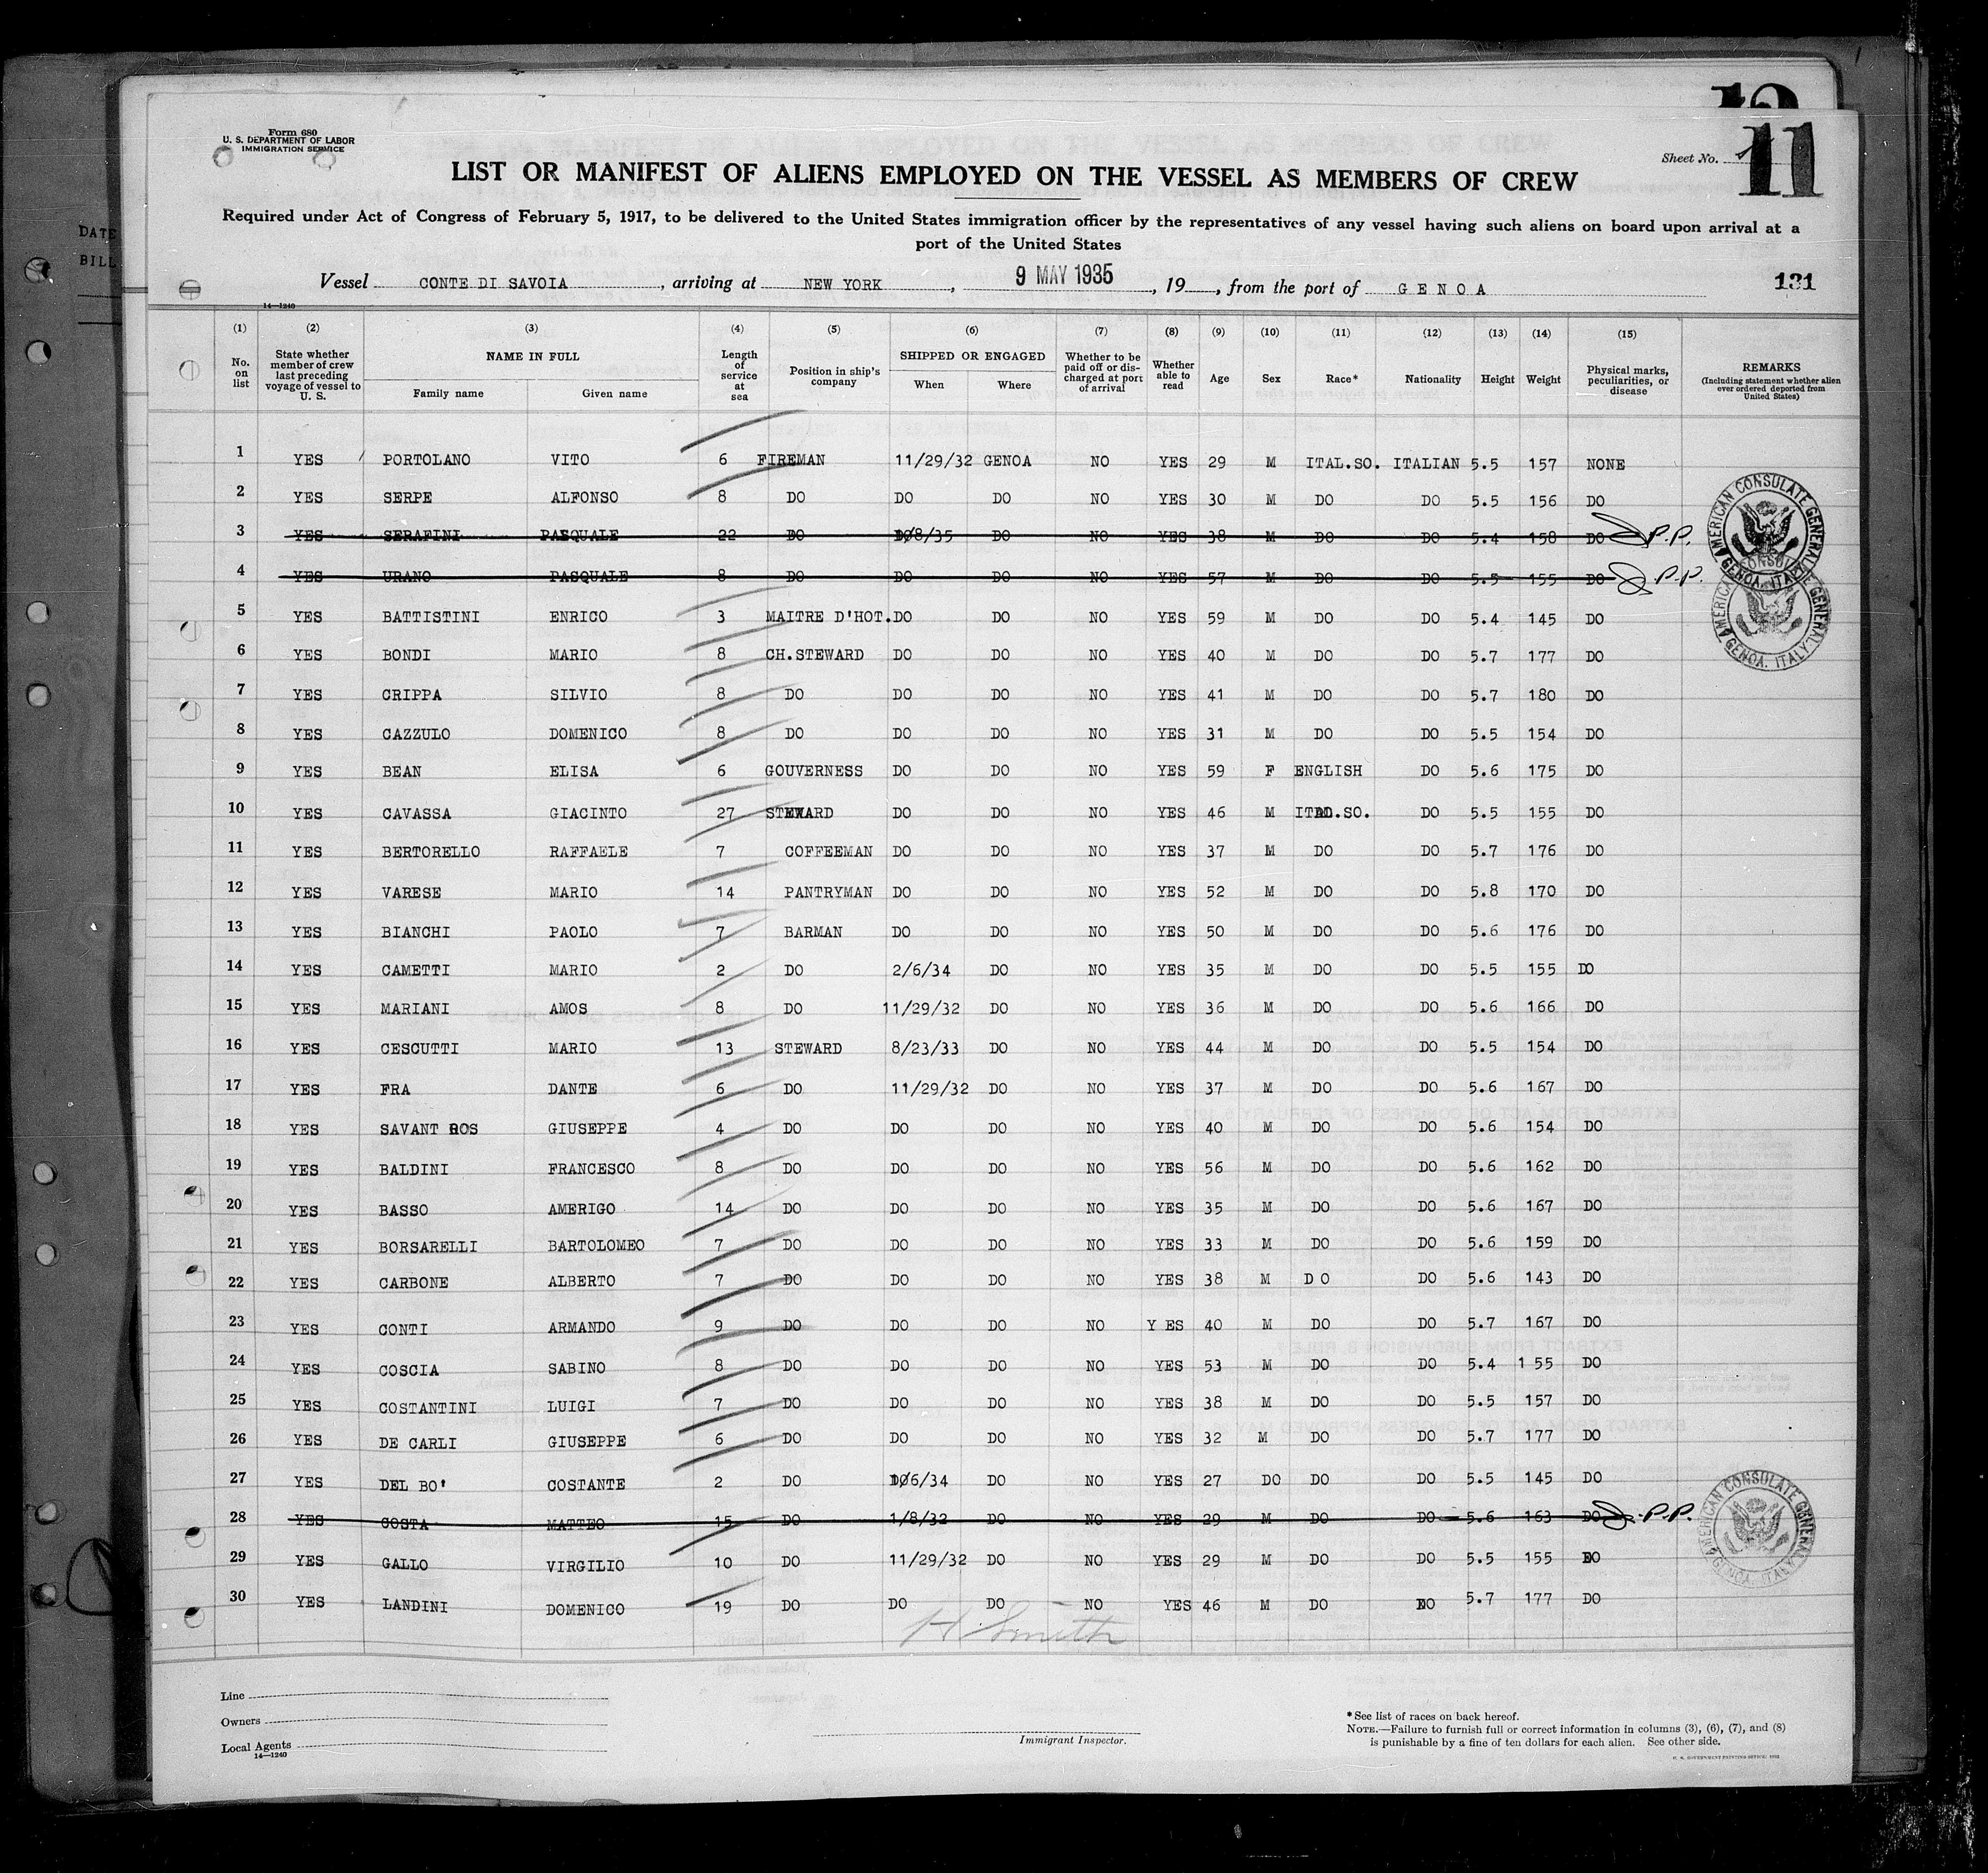 12
Form 680
U. S. DEPARTMENT OF LABOR
IMMIGRATION SERVICE
Sheet No. 11
LIST OR MANIFEST OF ALIENS EMPLOYED ON THE VESSEL AS MEMBERS OF CREW
Required under Act of Congress of February 5, 1917, to be delivered to the United States immigration officer by the representatives of any vessel having such aliens on board upon arrival at a
port of the United States
DATE
BILL
Vessel CONTE DI SAVOIA, arriving at NEW YORK, 9 MAY 1935, 19, from the port of GENOA
131
14—1240
(1) (2) (3) (4) (5) (6) (7) (8) (9) (10) (11) (12) (13) (14) (15)
No. on list State whether member of crew last preceding voyage of vessel to U. S. NAME IN FULL Family name Given name Length of service at sea Position in ship's company SHIPPED OR ENGAGED When Where Whether to be paid off or discharged at port of arrival Whether able to read Age Sex Race* Nationality Height Weight Physical marks, peculiarities, or disease REMARKS (Including statement whether alien ever ordered deported from United States)
1 YES PORTOLANO VITO 6 FIREMAN 11/29/32 GENOA NO YES 29 M ITAL.SO. ITALIAN 5.5 157 NONE
2 YES SERPE ALFONSO 8 DO DO DO NO YES 30 M DO DO 5.5 156 DO
3 YES SERAFINI PASQUALE 22 DO /8/35 DO NO YES 38 M DO DO 5.4 158 DO P.P.
4 YES URANO PASQUALE 8 DO DO DO NO YES 57 M DO DO 5.5 155 DO P.P.
5 YES BATTISTINI ENRICO 3 MAITRE D'HOT. DO DO NO YES 59 M DO DO 5.4 145 DO
6 YES BONDI MARIO 8 CH.STEWARD DO DO NO YES 40 M DO DO 5.7 177 DO
7 YES CRIPPA SILVIO 8 DO DO DO NO YES 41 M DO DO 5.7 180 DO
8 YES CAZZULO DOMENICO 8 DO DO DO NO YES 31 M DO DO 5.5 154 DO
9 YES BEAN ELISA 6 GOUVERNESS DO DO NO YES 59 F ENGLISH DO 5.6 175 DO
10 YES CAVASSA GIACINTO 27 STEWARD DO DO NO YES 46 M ITAL.SO. DO 5.5 155 DO
11 YES BERTORELLO RAFFAELE 7 COFFEEMAN DO DO NO YES 37 M DO DO 5.7 176 DO
12 YES VARESE MARIO 14 PANTRYMAN DO DO NO YES 52 M DO DO 5.8 170 DO
13 YES BIANCHI PAOLO 7 BARMAN DO DO NO YES 50 M DO DO 5.6 176 DO
14 YES CAMETTI MARIO 2 DO 2/6/34 DO NO YES 35 M DO DO 5.5 155 DO
15 YES MARIANI AMOS 8 DO 11/29/32 DO NO YES 36 M DO DO 5.6 166 DO
16 YES CESCUTTI MARIO 13 STEWARD 8/23/33 DO NO YES 44 M DO DO 5.5 154 DO
17 YES FRA DANTE 6 DO 11/29/32 DO NO YES 37 M DO DO 5.6 167 DO
18 YES SAVANT ROS GIUSEPPE 4 DO DO DO NO YES 40 M DO DO 5.6 154 DO
19 YES BALDINI FRANCESCO 8 DO DO DO NO YES 56 M DO DO 5.6 162 DO
20 YES BASSO AMERIGO 14 DO DO DO NO YES 35 M DO DO 5.6 167 DO
21 YES BORSARELLI BARTOLOMEO 7 DO DO DO NO YES 33 M DO DO 5.6 159 DO
22 YES CARBONE ALBERTO 7 DO DO DO NO YES 38 M D O DO 5.6 143 DO
23 YES CONTI ARMANDO 9 DO DO DO NO Y ES 40 M DO DO 5.7 167 DO
24 YES COSCIA SABINO 8 DO DO DO NO YES 53 M DO DO 5.4 1 55 DO
25 YES COSTANTINI LUIGI 7 DO DO DO NO YES 38 M DO DO 5.5 157 DO
26 YES DE CARLI GIUSEPPE 6 DO DO DO NO YES 32 M DO DO 5.7 177 DO
27 YES DEL BO' COSTANTE 2 DO /6/34 DO NO YES 27 DO DO DO 5.5 145 DO
28 YES COSTA MATTEO 15 DO 1/8/32 DO NO YES 29 M DO DO 5.6 163 DO P.P.
29 YES GALLO VIRGILIO 10 DO 11/29/32 DO NO YES 29 M DO DO 5.5 155 DO
30 YES LANDINI DOMENICO 19 DO DO DO NO YES 46 M DO DO 5.7 177 DO
AMERICAN CONSULATE GENERAL GENOA, ITALY
AMERICAN CONSULATE GENERAL, GENOA, ITALY
AMERICAN CONSULATE GENERAL GENOA, ITALY
H Smith
Line
Owners
Local Agents
14—1240
Immigrant Inspector.
*See list of races on back hereof.
NOTE.—Failure to furnish full or correct information in columns (3), (6), (7), and (8)
is punishable by a fine of ten dollars for each alien. See other side.
U. S. GOVERNMENT PRINTING OFFICE: 1932